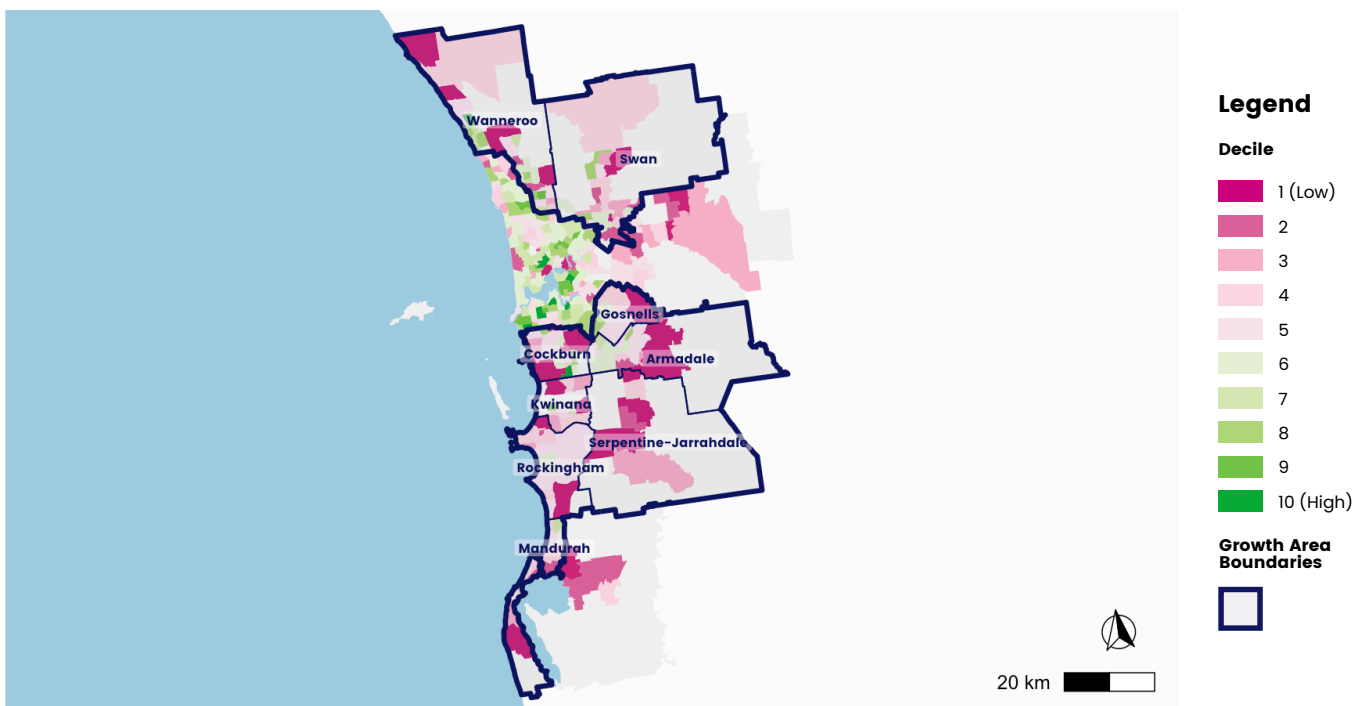 Wanneroo
Swan
Gosnells
Cockburn
Armadale
Kwinana
Serpentine-Jarrahdale
Rockingham
Mandurah
20 km
Legend
Decile
1 (Low)
2
3
4
5
6
7
8
9
10 (High)
Growth Area
Boundaries